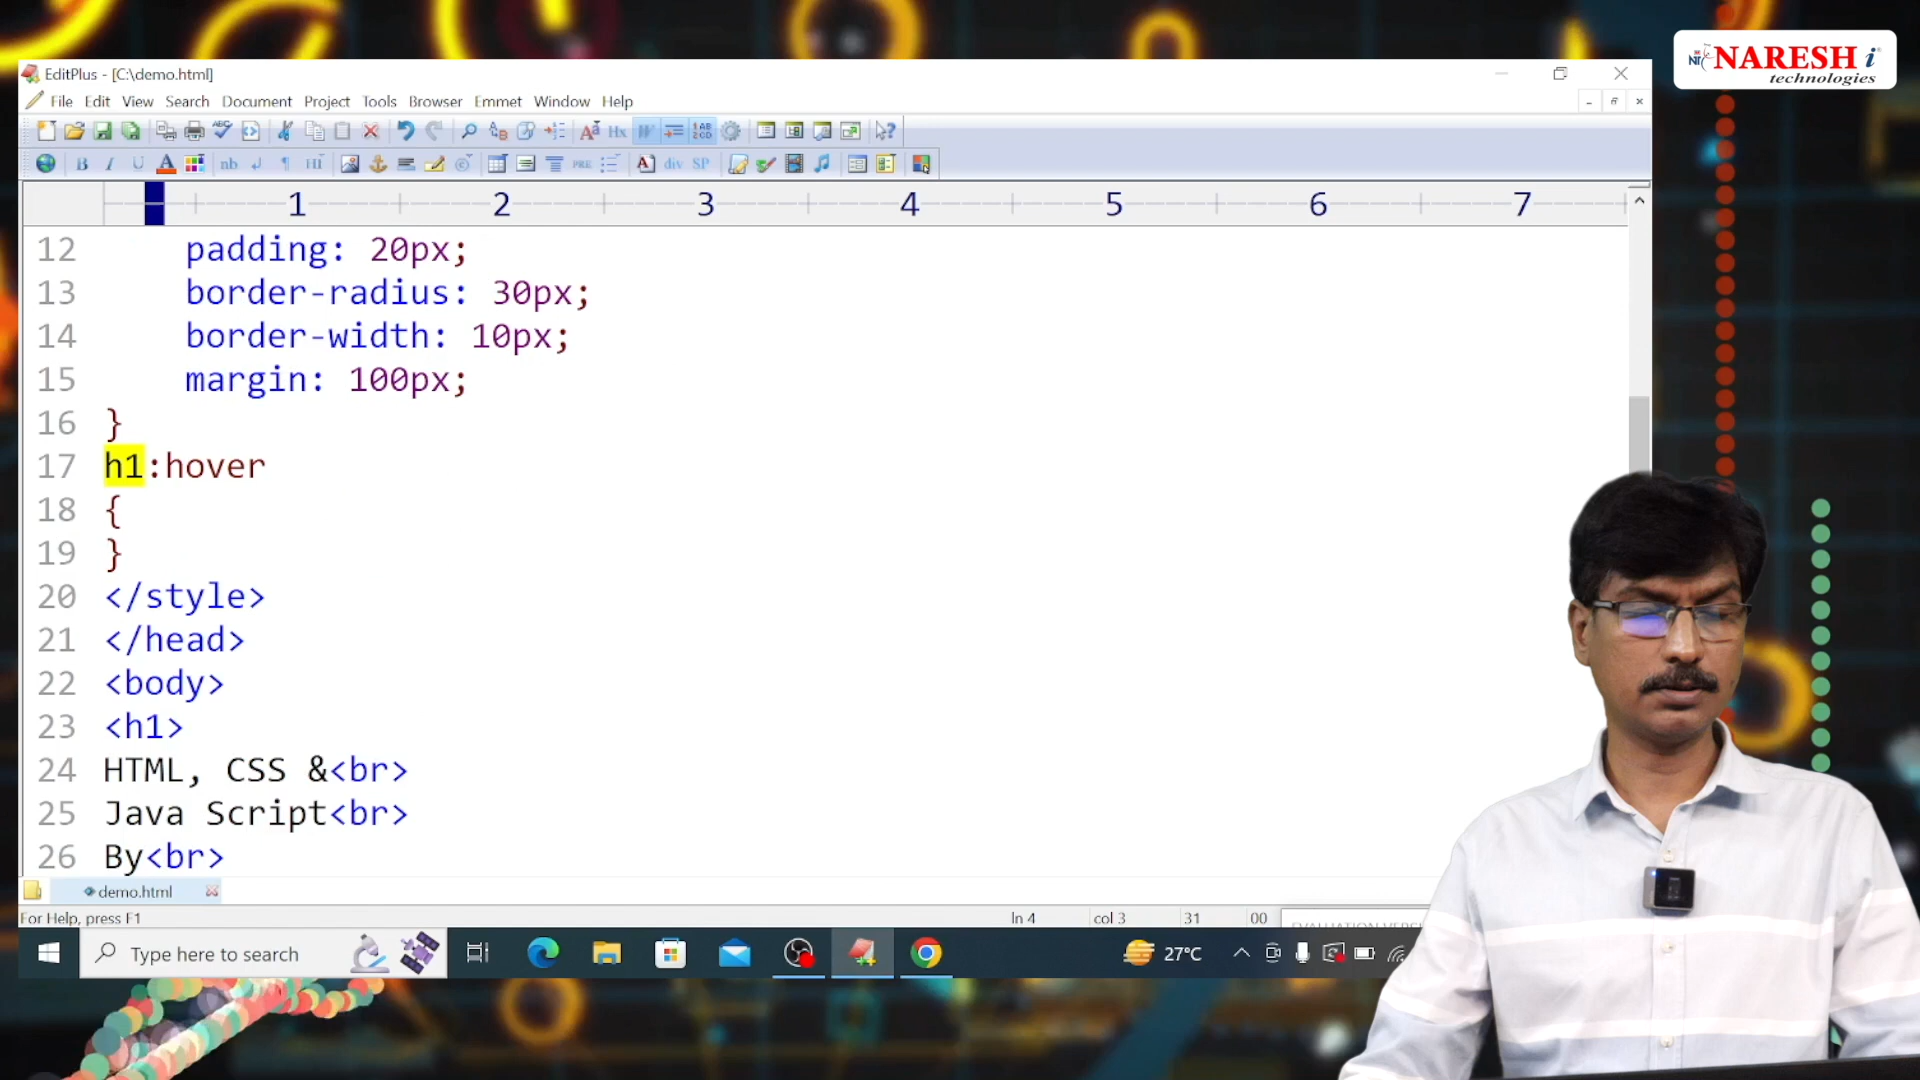 NARESH i
technologies
EditPlus - [C:\demo.html]
File Edit View Search Document Project Tools Browser Emmet Window Help
1 2 3 4 5 6 7
12 padding: 20px;
13 border-radius: 30px;
14 border-width: 10px;
15 margin: 100px;
16 }
17 h1:hover
18 {
19 }
20 </style>
21 </head>
22 <body>
23 <h1>
24 HTML, CSS &<br>
25 Java Script<br>
26 By<br>
demo.html
For Help, press F1 ln 4 col 3 31 00
Type here to search 27°C